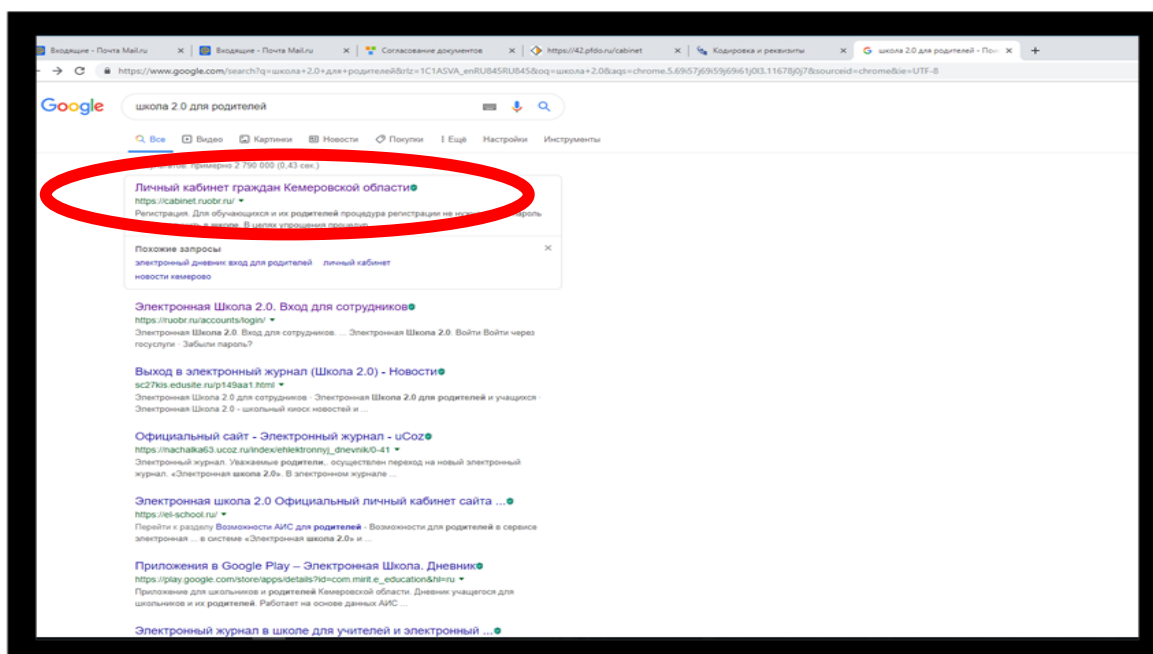 Входящие - Почта Mail.ru
Входящие - Почта Mail.ru
Согласование документов
https://42.pfdo.ru/cabinet
Кодировка и реквизиты
школа 2.0 для родителей - Пои
https://www.google.com/search?q=школа+2.0+для+родителей&rlz=1C1ASVA_enRU845RU845&oq=школа+2.0&aqs=chrome.5.69i57j69i59j69i61j0l3.11678j0j7&sourceid=chrome&ie=UTF-8
Google
школа 2.0 для родителей
Все Видео Картинки Новости Покупки Ещё Настройки Инструменты
примерно 2 790 000 (0,43 сек.)
Личный кабинет граждан Кемеровской области
https://cabinet.ruobr.ru/
Регистрация. Для обучающихся и их родителей процедура регистрации не
в школе. В целях упрощения процедур
Похожие запросы
электронный дневник вход для родителей личный кабинет
новости кемерово
Электронная Школа 2.0. Вход для сотрудников
https://ruobr.ru/accounts/login/
Электронная Школа 2.0. Вход для сотрудников. ... Электронная Школа 2.0. Войти Войти через
госуслуги · Забыли пароль?
Выход в электронный журнал (Школа 2.0) - Новости
sc27kis.edusite.ru/p149aa1.html
Электронная Школа 2.0 для сотрудников · Электронная Школа 2.0 для родителей и учащихся ·
Электронная Школа 2.0 - школьный киоск новостей и ...
Официальный сайт - Электронный журнал - uCoz
https://nachalka63.ucoz.ru/index/ehlektronnyj_dnevnik/0-41
Электронный журнал. Уважаемые родители,. осуществлен переход на новый электронный
журнал. «Электронная школа 2.0». В электронном журнале ...
Электронная школа 2.0 Официальный личный кабинет сайта ...
https://el-school.ru/
Перейти к разделу Возможности АИС для родителей - Возможности для родителей в сервисе
электронная ... в системе «Электронная школа 2.0» и ...
Приложения в Google Play – Электронная Школа. Дневник
https://play.google.com/store/apps/details?id=com.mirit.e_education&hl=ru
Приложение для школьников и родителей Кемеровской области. Дневник учащегося для
школьников и их родителей. Работает на основе данных АИС ...
Электронный журнал в школе для учителей и электронный ...